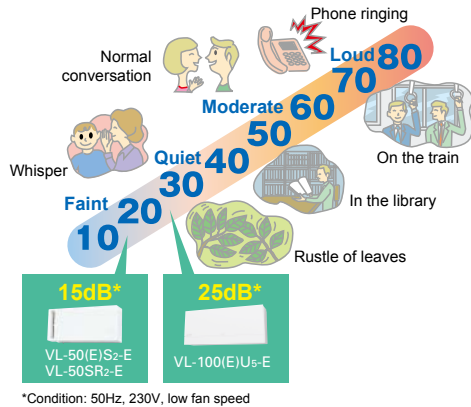 Phone ringing
Normal
conversation
Loud 80
70
Moderate 60
50
On the train
Whisper
Quiet 40
30
In the library
Faint 20
10
Rustle of leaves
15dB*
VL-50(E)S2-E
VL-50SR2-E
25dB*
VL-100(E)U5-E
*Condition: 50Hz, 230V, low fan speed